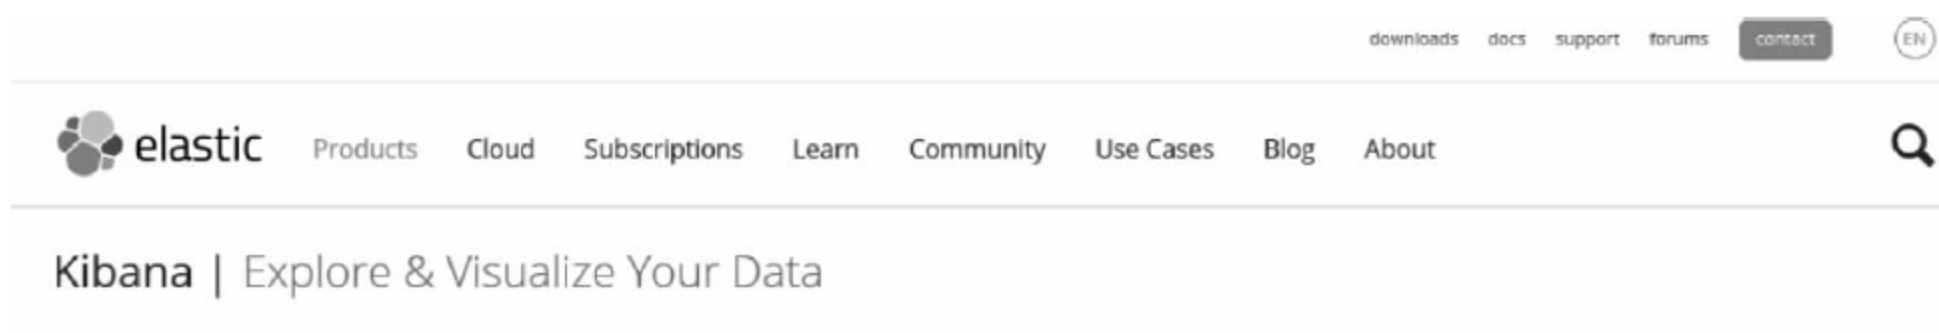 downloads docs support forums contact EN
elastic Products Cloud Subscriptions Learn Community Use Cases Blog About
Kibana | Explore & Visualize Your Data